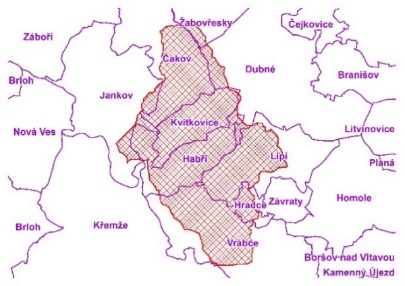 Žabovřesky
Čejkovice
Záboří
Čakov
Dubné
Branišov
Brloh
Jankov
Kvítkovice
Litvínovice
Nová Ves
Habří
Lipí
Planá
Homole
Hradce
Závraty
Křemže
Brloh
Vrábce
Boršov nad Vltavou
Kamenný Újezd